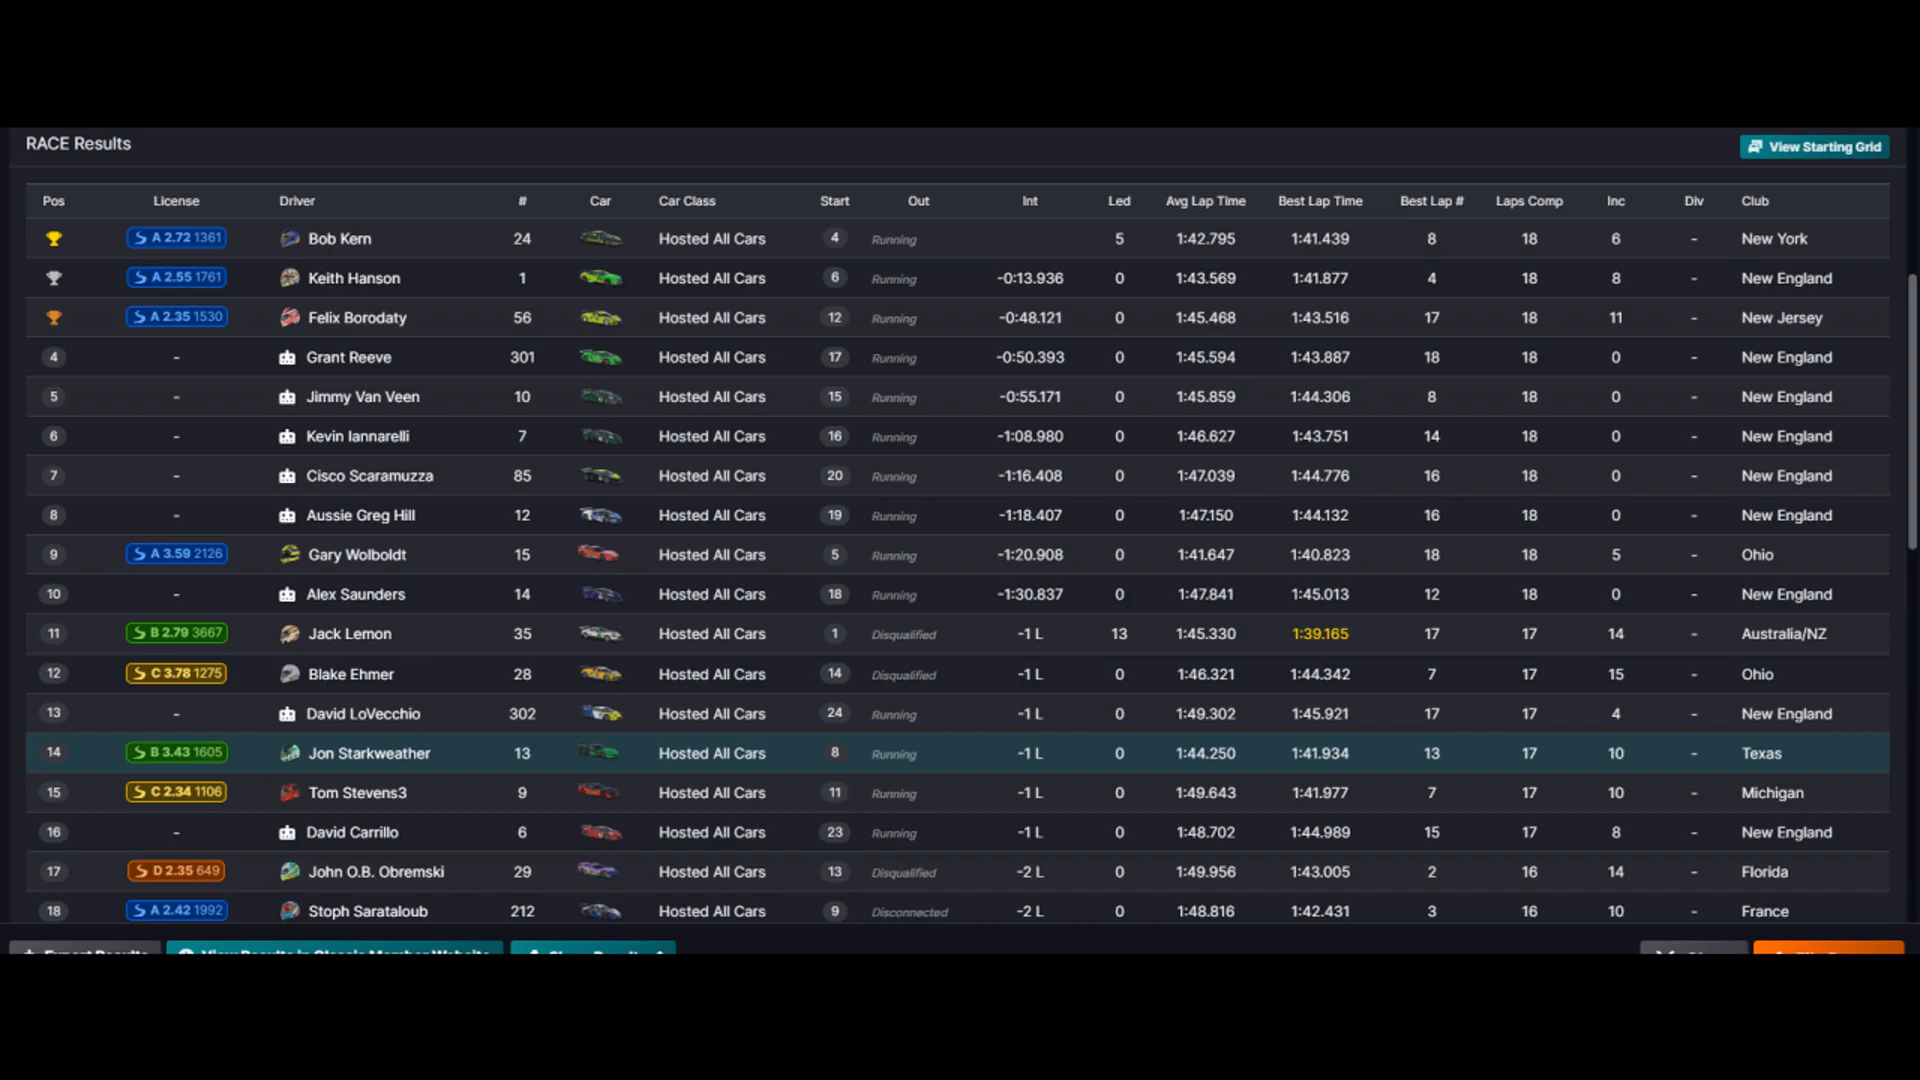 RACE Results
View Starting Grid
Pos License Driver # Car Car Class Start Out Int Led Avg Lap Time Best Lap Time Best Lap # Laps Comp Inc Div Club
A 2.72 1361 Bob Kern 24 Hosted All Cars 4 Running 5 1:42.795 1:41.439 8 18 6 - New York
A 2.55 1761 Keith Hanson 1 Hosted All Cars 6 Running -0:13.936 0 1:43.569 1:41.877 4 18 8 - New England
A 2.35 1530 Felix Borodaty 56 Hosted All Cars 12 Running -0:48.121 0 1:45.468 1:43.516 17 18 11 - New Jersey
4 - Grant Reeve 301 Hosted All Cars 17 Running -0:50.393 0 1:45.594 1:43.887 18 18 0 - New England
5 - Jimmy Van Veen 10 Hosted All Cars 15 Running -0:55.171 0 1:45.859 1:44.306 8 18 0 - New England
6 - Kevin Iannarelli 7 Hosted All Cars 16 Running -1:08.980 0 1:46.627 1:43.751 14 18 0 - New England
7 - Cisco Scaramuzza 85 Hosted All Cars 20 Running -1:16.408 0 1:47.039 1:44.776 16 18 0 - New England
8 - Aussie Greg Hill 12 Hosted All Cars 19 Running -1:18.407 0 1:47.150 1:44.132 16 18 0 - New England
9 A 3.59 2126 Gary Wolboldt 15 Hosted All Cars 5 Running -1:20.908 0 1:41.647 1:40.823 18 18 5 - Ohio
10 - Alex Saunders 14 Hosted All Cars 18 Running -1:30.837 0 1:47.841 1:45.013 12 18 0 - New England
11 B 2.79 3667 Jack Lemon 35 Hosted All Cars 1 Disqualified -1 L 13 1:45.330 1:39.165 17 17 14 - Australia/NZ
12 C 3.78 1275 Blake Ehmer 28 Hosted All Cars 14 Disqualified -1 L 0 1:46.321 1:44.342 7 17 15 - Ohio
13 - David LoVecchio 302 Hosted All Cars 24 Running -1 L 0 1:49.302 1:45.921 17 17 4 - New England
14 B 3.43 1605 Jon Starkweather 13 Hosted All Cars 8 Running -1 L 0 1:44.250 1:41.934 13 17 10 - Texas
15 C 2.34 1106 Tom Stevens3 9 Hosted All Cars 11 Running -1 L 0 1:49.643 1:41.977 7 17 10 - Michigan
16 - David Carrillo 6 Hosted All Cars 23 Running -1 L 0 1:48.702 1:44.989 15 17 8 - New England
17 D 2.35 649 John O.B. Obremski 29 Hosted All Cars 13 Disqualified -2 L 0 1:49.956 1:43.005 2 16 14 - Florida
18 A 2.42 1992 Stoph Sarataloub 212 Hosted All Cars 9 Disconnected -2 L 0 1:48.816 1:42.431 3 16 10 - France
Export Results View Results in Classic Member Website